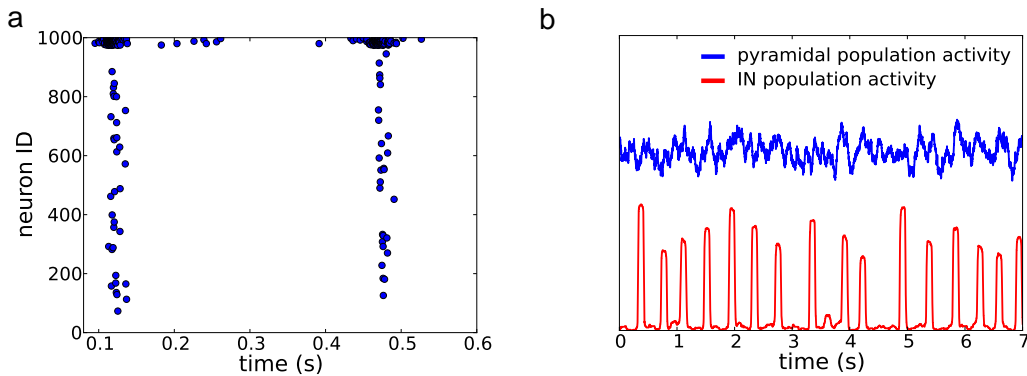 a
1000
800
600
400
200
0
neuron ID
0.1
0.2
0.3
0.4
0.5
0.6
time (s)
b
pyramidal population activity
IN population activity
0
1
2
3
4
5
6
7
time (s)